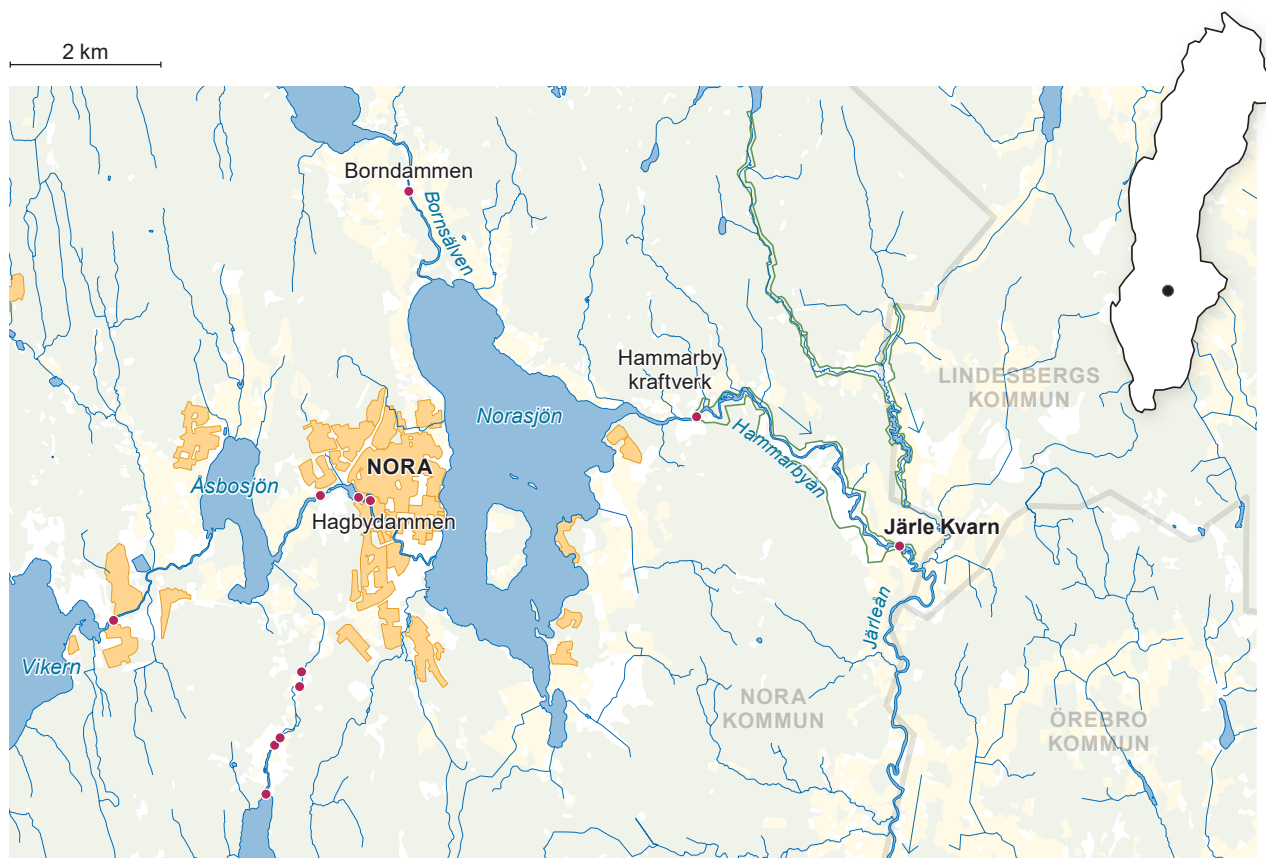 2 km
Borndammen
Bornsälven
Hammarby
kraftverk
LINDESBERGS
KOMMUN
Norasjön
Hammarbyån
NORA
Åsbosjön
Hagbydammen
Järle Kvarn
Järleån
Vikern
NORA
KOMMUN
ÖREBRO
KOMMUN